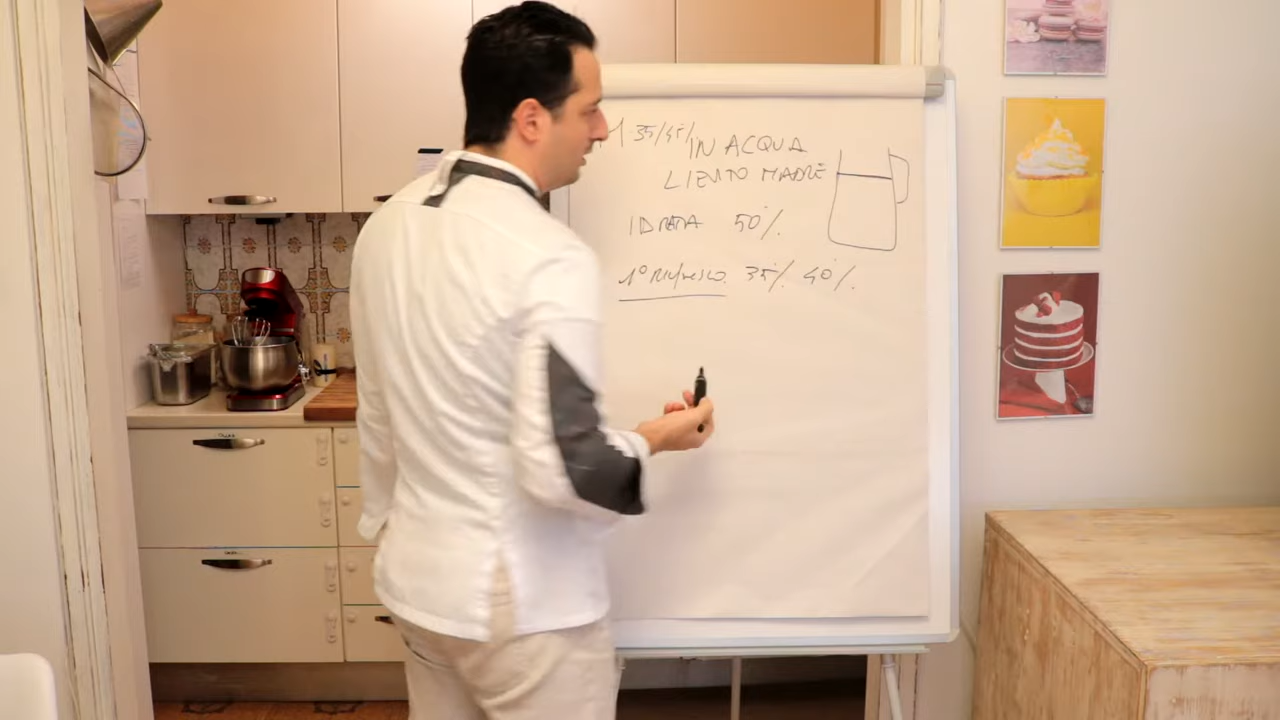 35/45/
IN ACQUA
LIEVITO MADRE
IDRATA 50%
1° RINFRESCO 35% 40%.